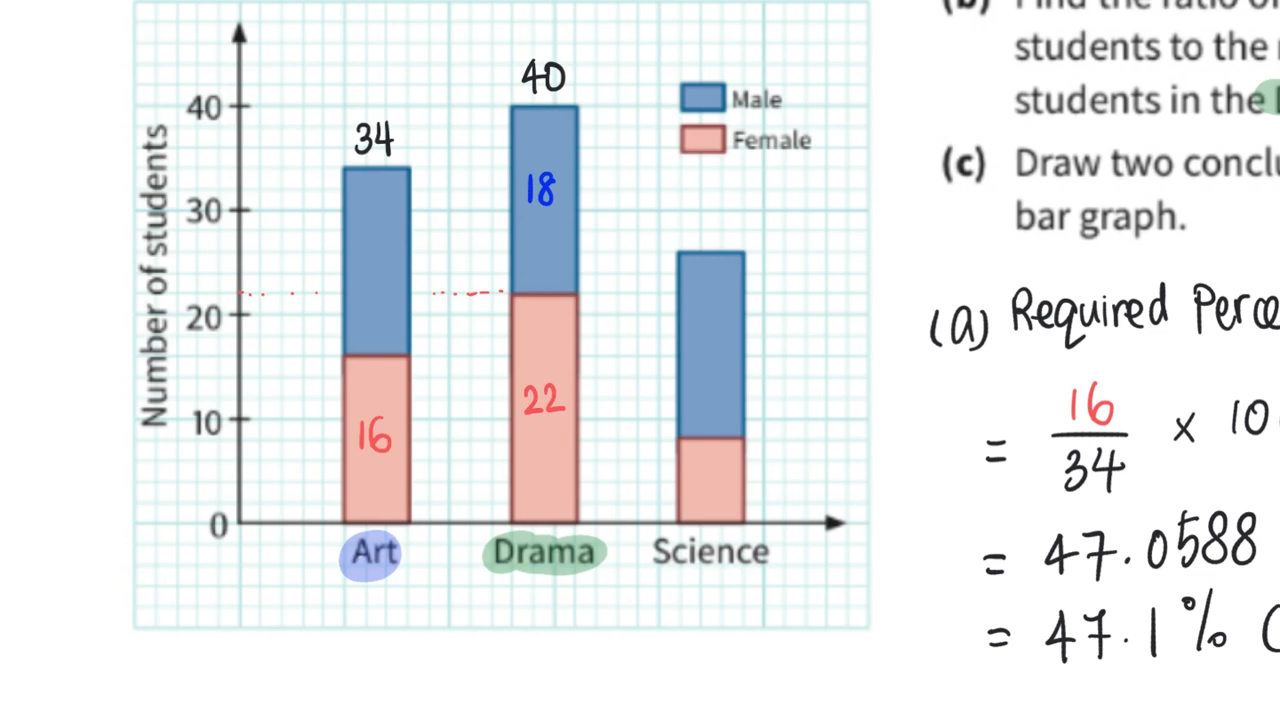 40
34
40
Male
Female
18
30
Number of students
20
22
10
16
0
Art
Drama
Science
students to the
students in the
(c) Draw two conclu
bar graph.
(a) Required Perce
= 16/34 × 10
= 47.0588
= 47.1%